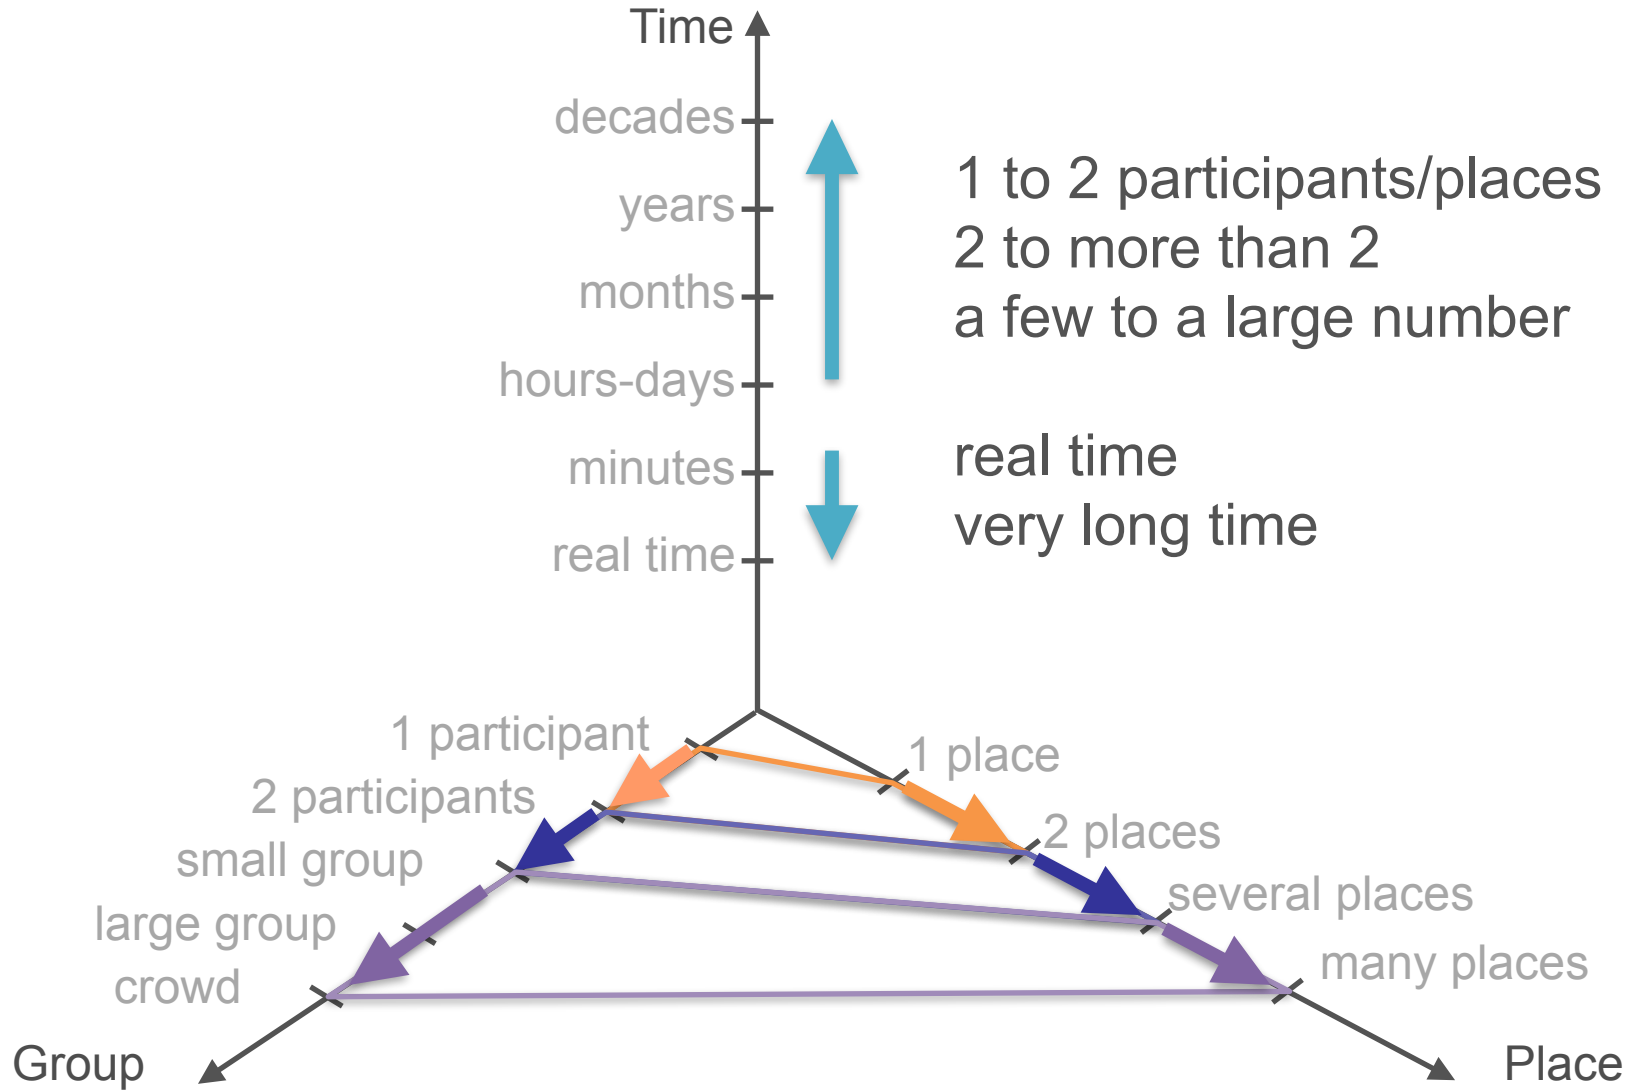 Time
decades
years
months
hours-days
minutes
real time
1 to 2 participants/places
2 to more than 2
a few to a large number
real time
very long time
1 participant
2 participants
small group
large group
crowd
Group
1 place
2 places
several places
many places
Place